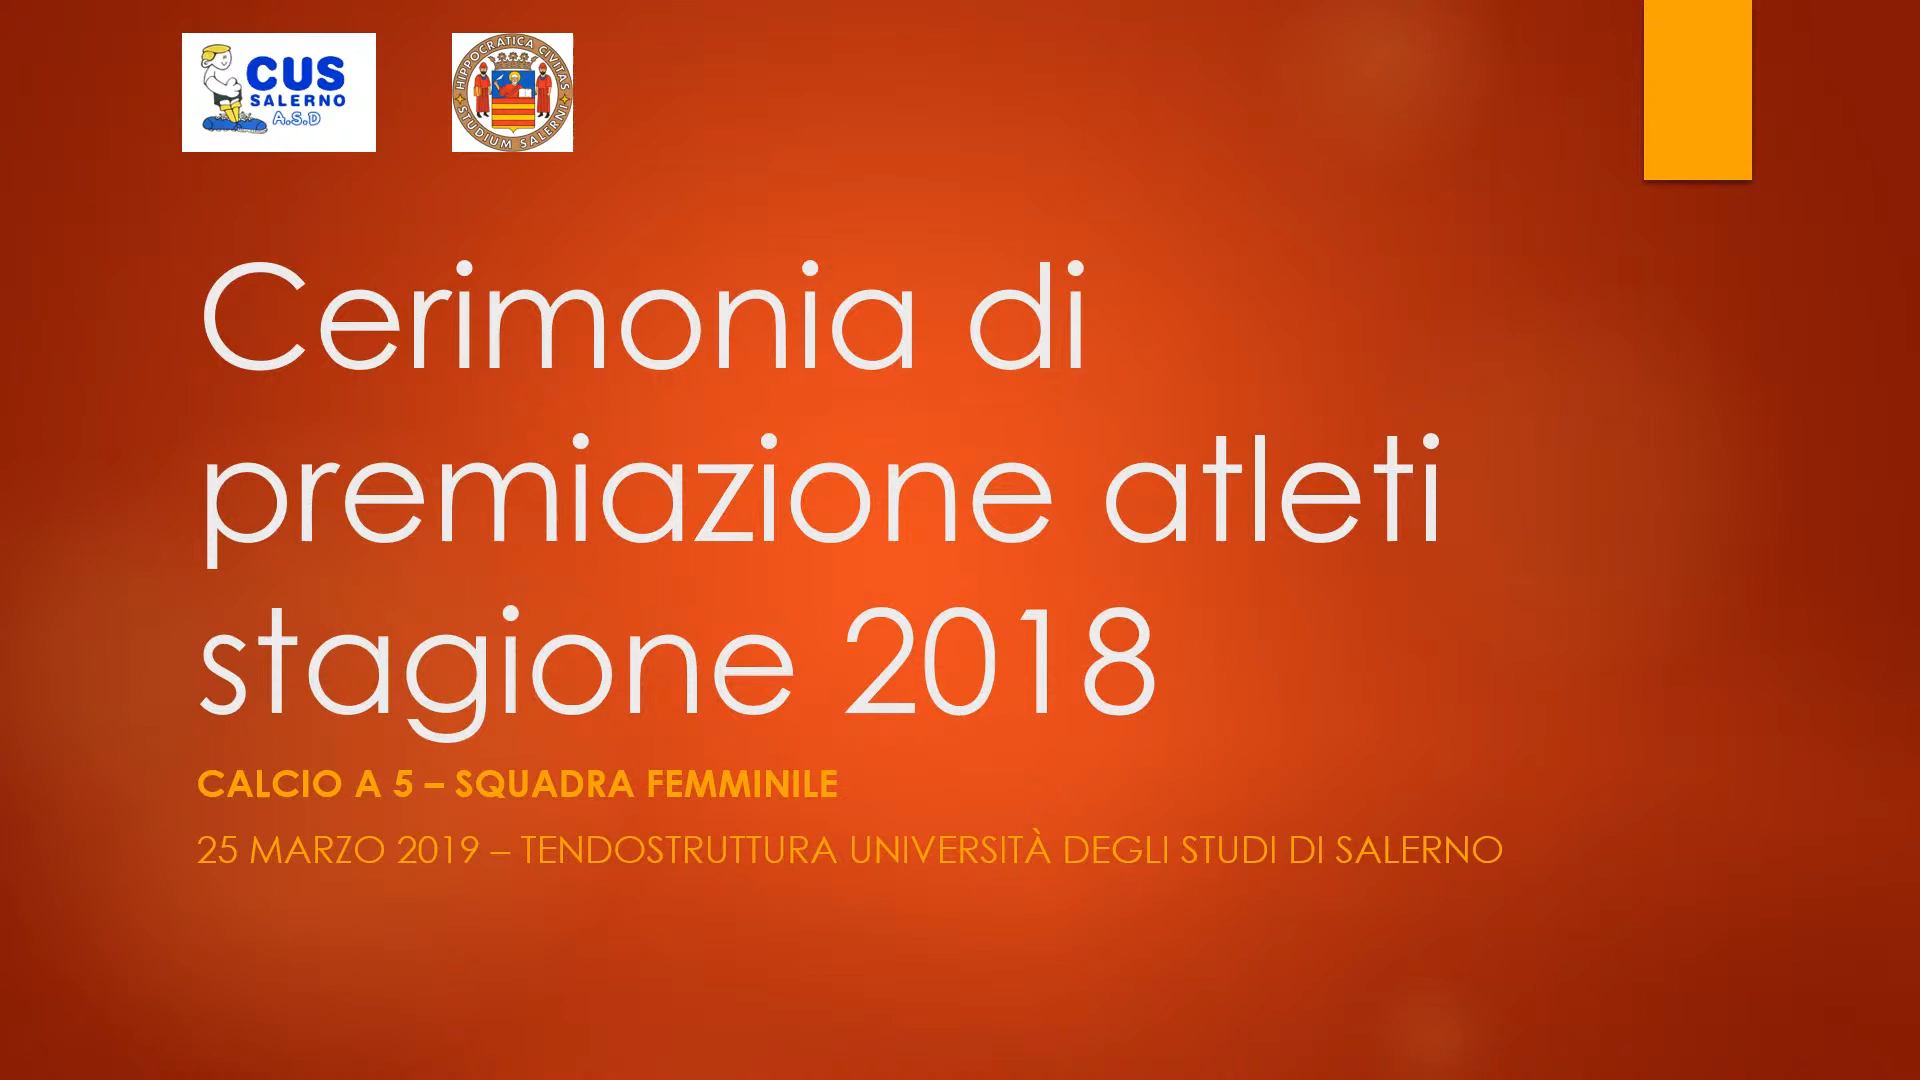 CUS
SALERNO
A.S.D
HIPPOCRATICA CIVITAS
STUDIUM SALERNI
Cerimonia di
premiazione atleti
stagione 2018
CALCIO A 5 – SQUADRA FEMMINILE
25 MARZO 2019 – TENDOSTRUTTURA UNIVERSITÀ DEGLI STUDI DI SALERNO